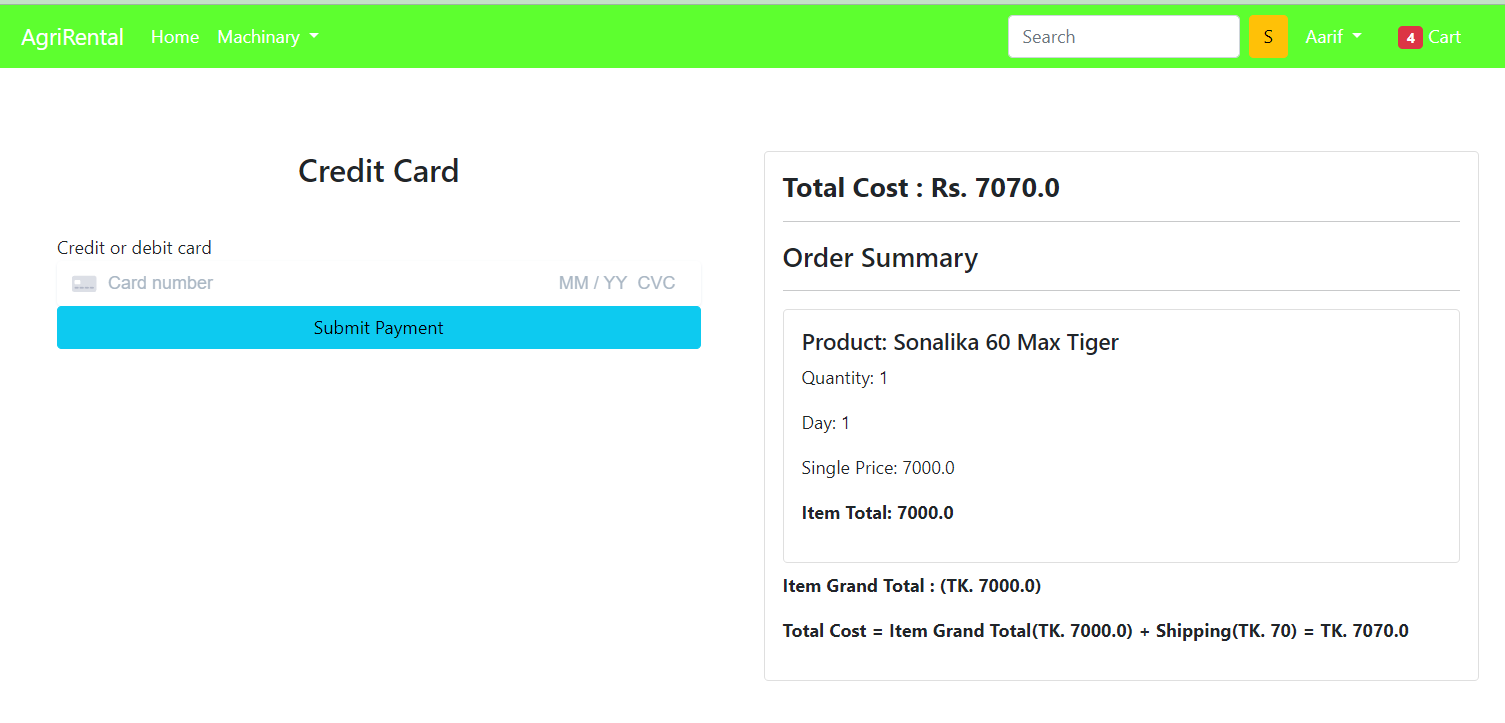 AgriRental Home Machinary Search S Aarif 4 Cart
Credit Card
Credit or debit card
Card number MM / YY CVC
Submit Payment
Total Cost : Rs. 7070.0
Order Summary
Product: Sonalika 60 Max Tiger
Quantity: 1
Day: 1
Single Price: 7000.0
Item Total: 7000.0
Item Grand Total : (TK. 7000.0)
Total Cost = Item Grand Total(TK. 7000.0) + Shipping(TK. 70) = TK. 7070.0